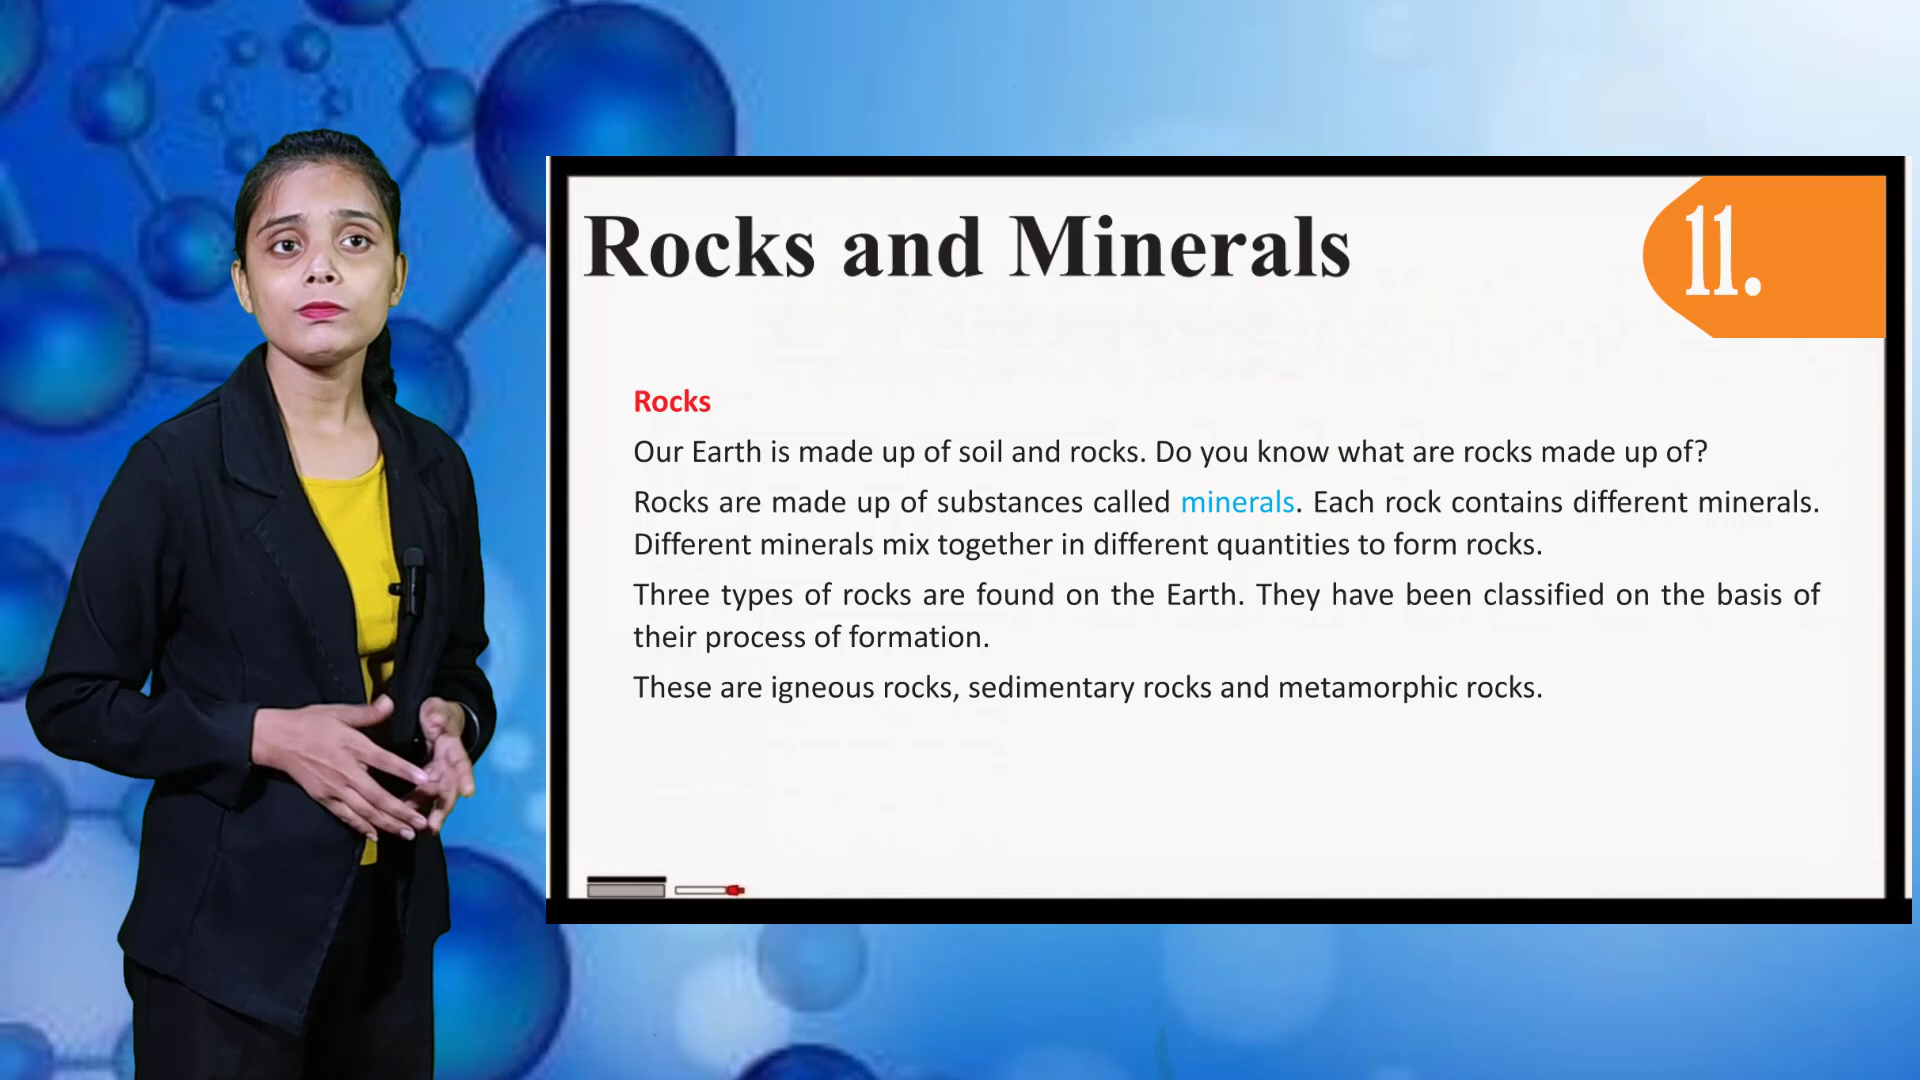 Rocks and Minerals
11.
Rocks
Our Earth is made up of soil and rocks. Do you know what are rocks made up of?
Rocks are made up of substances called minerals. Each rock contains different minerals.
Different minerals mix together in different quantities to form rocks.
Three types of rocks are found on the Earth. They have been classified on the basis of
their process of formation.
These are igneous rocks, sedimentary rocks and metamorphic rocks.